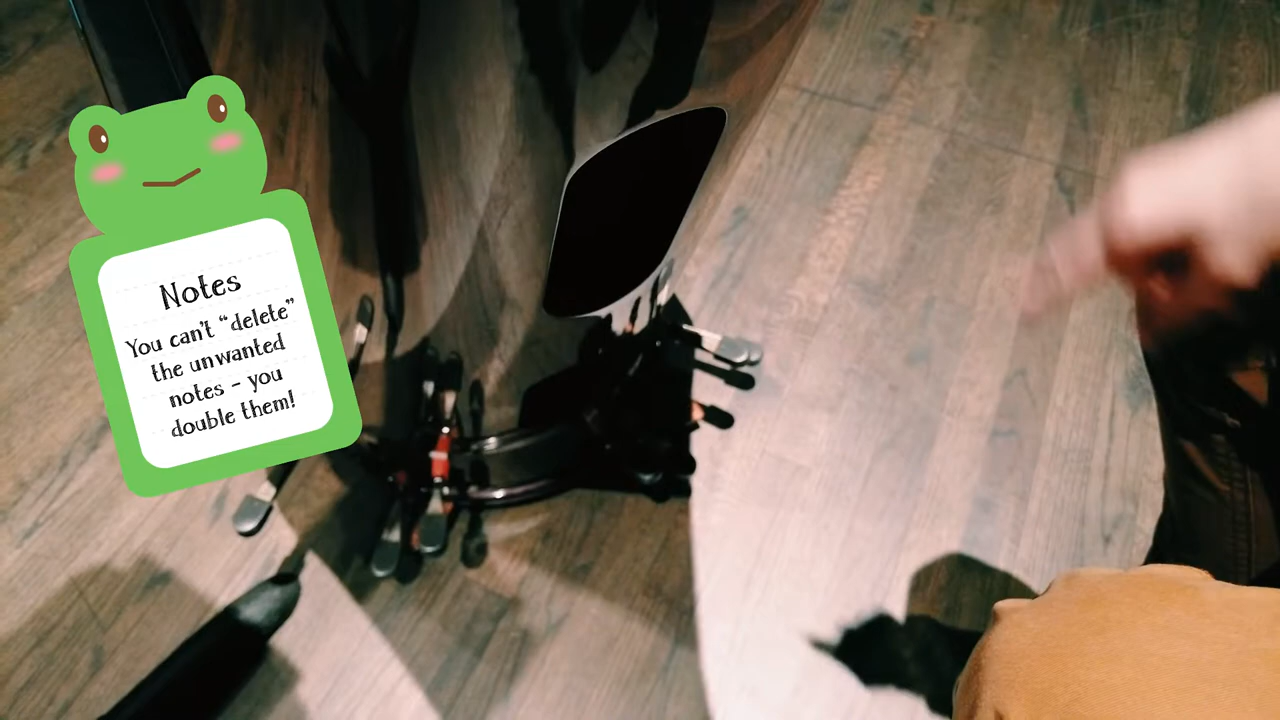 Notes
You can't “delete”
the unwanted
notes - you
double them!